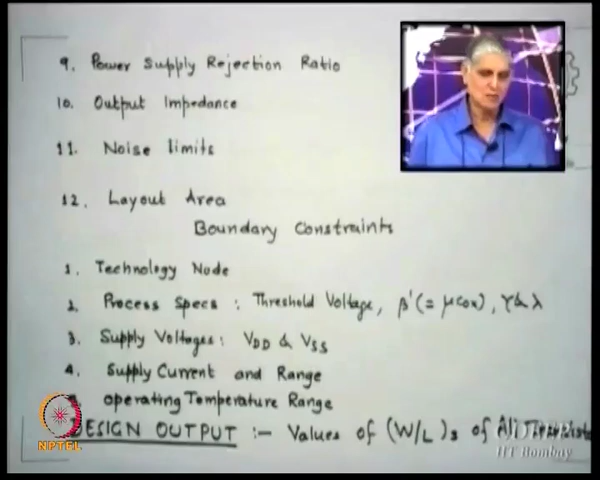 9. Power Supply Rejection Ratio
10. Output Impedance
11. Noise limits
12. Layout Area
Boundary Constraints
1. Technology Node
2. Process Specs : Threshold Voltage, β'(= μCox), γ & λ
3. Supply Voltages : VDD & VSS
4. Supply Current and Range
operating Temperature Range
DESIGN OUTPUT :- Values of (W/L)s of All
NPTEL
IIT Bombay